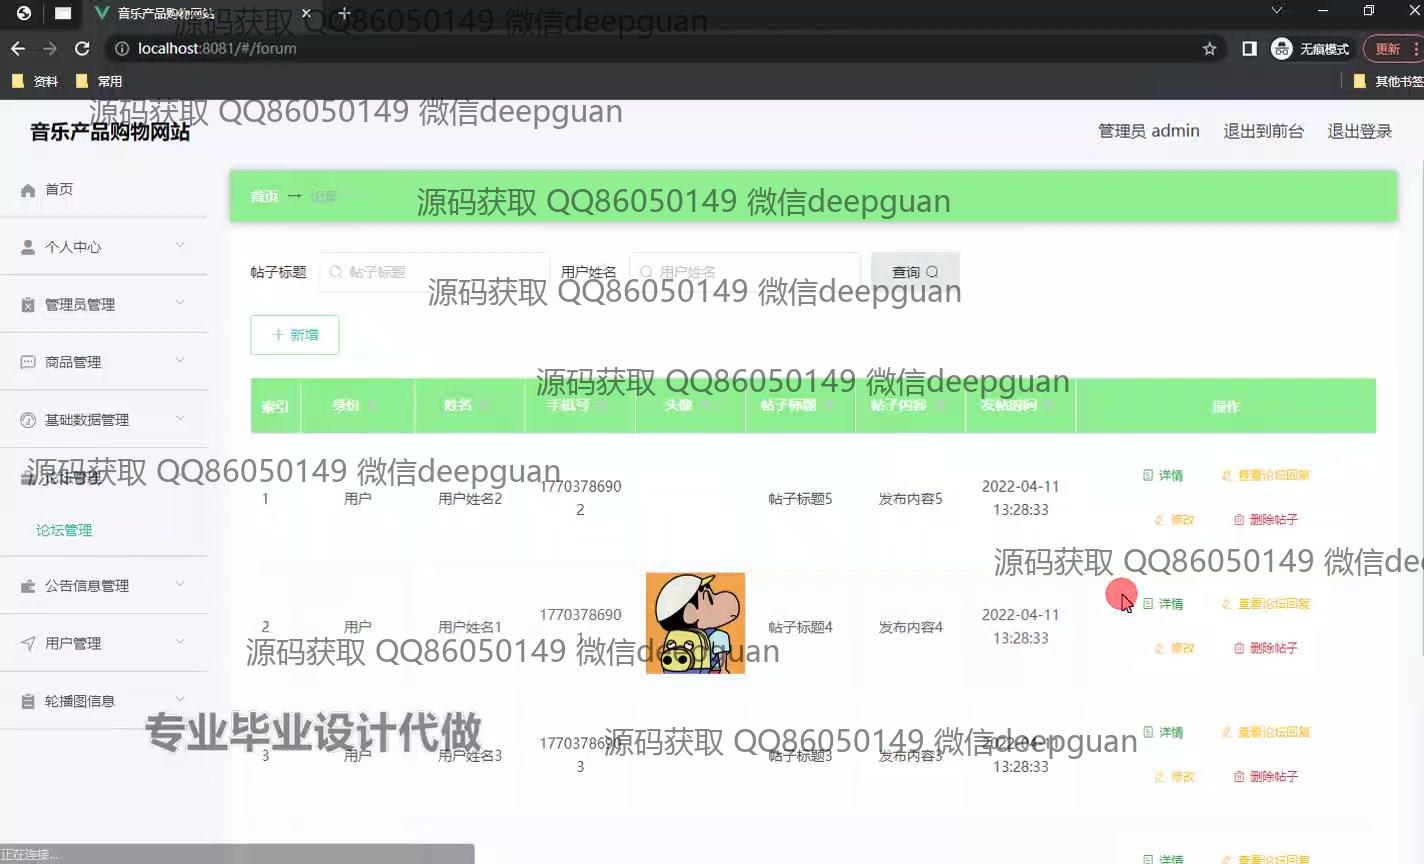 音乐产品购物网站
源码获取 QQ86050149 微信deepguan
localhost:8081/#/forum
无痕模式
更新
资料
常用
其他书签
源码获取 QQ86050149 微信deepguan
音乐产品购物网站
管理员 admin
退出到前台
退出登录
首页
个人中心
管理员管理
商品管理
基础数据管理
论坛管理
论坛管理
公告信息管理
用户管理
轮播图信息
首页 → 论坛
源码获取 QQ86050149 微信deepguan
帖子标题
帖子标题
用户姓名
用户姓名
查询
源码获取 QQ86050149 微信deepguan
新增
源码获取 QQ86050149 微信deepguan
索引 身份 姓名 手机号 头像 帖子标题 帖子内容 发帖时间 操作
源码获取 QQ86050149 微信deepguan
1 用户 用户姓名2 17703786902 帖子标题5 发布内容5 2022-04-11 13:28:33
详情 查看论坛回复
修改 删除帖子
源码获取 QQ86050149 微信dee
2 用户 用户姓名1 17703786901 帖子标题4 发布内容4 2022-04-11 13:28:33
详情 查看论坛回复
修改 删除帖子
源码获取 QQ86050149 微信deepguan
专业毕业设计代做
3 用户 用户姓名3 17703786903 帖子标题3 发布内容3 2022-04-11 13:28:33
详情 查看论坛回复
修改 删除帖子
源码获取 QQ86050149 微信deepguan
详情 查看论坛回复
正在连接...